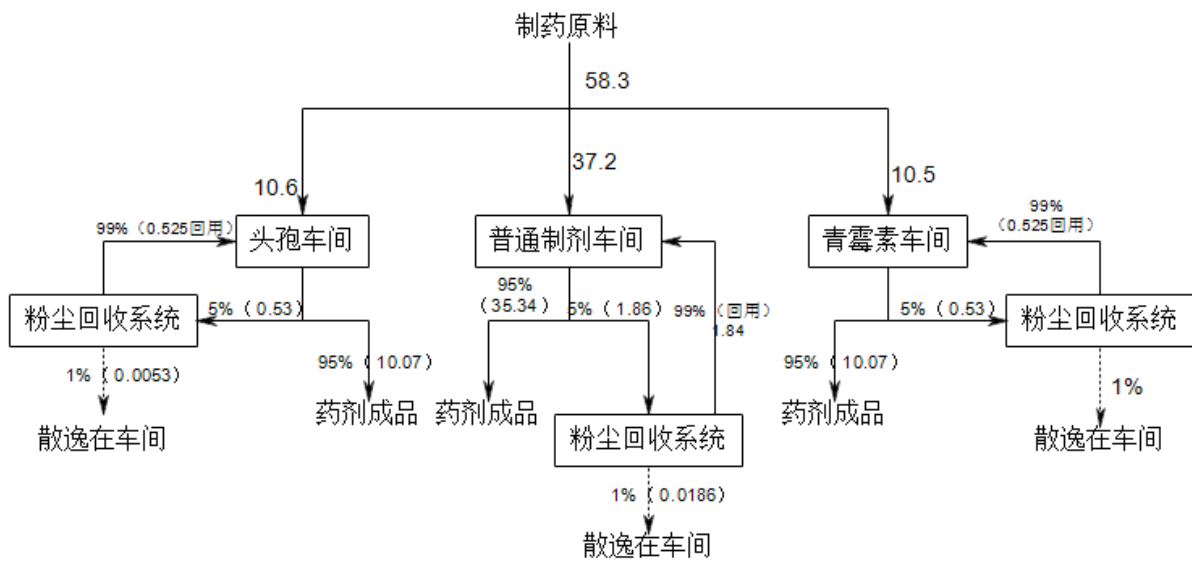 制药原料
58.3
10.6
37.2
10.5
99%（0.525回用）
头孢车间
普通制剂车间
青霉素车间
99%
（0.525回用）
粉尘回收系统
5%（0.53）
95%
（35.34）
5%（1.86）
99%（回用）
1.84
5%（0.53）
粉尘回收系统
1%（0.0053）
95%（10.07）
95%（10.07）
1%
散逸在车间
药剂成品
药剂成品
粉尘回收系统
药剂成品
散逸在车间
1%（0.0186）
散逸在车间